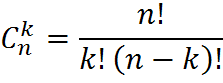 C_n^k = n! / (k! (n − k)!)